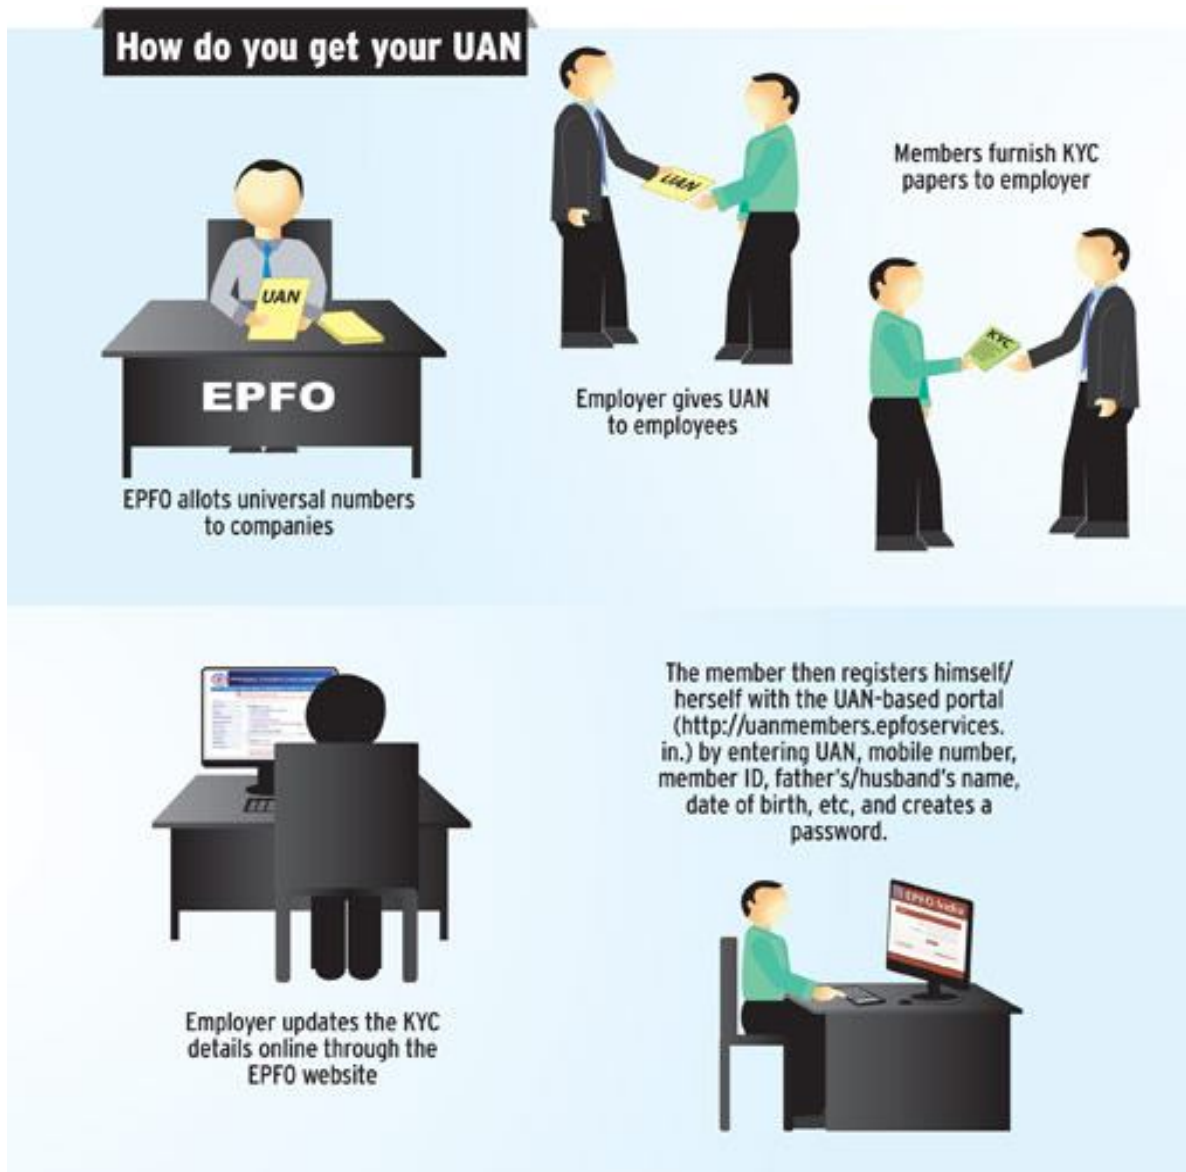 How do you get your UAN
UAN
EPFO
EPFO allots universal numbers
to companies
UAN
Employer gives UAN
to employees
Members furnish KYC
papers to employer
KYC
Employer updates the KYC
details online through the
EPFO website
The member then registers himself/
herself with the UAN-based portal
(http://uanmembers.epfoservices.
in.) by entering UAN, mobile number,
member ID, father's/husband's name,
date of birth, etc, and creates a
password.
EPFO India